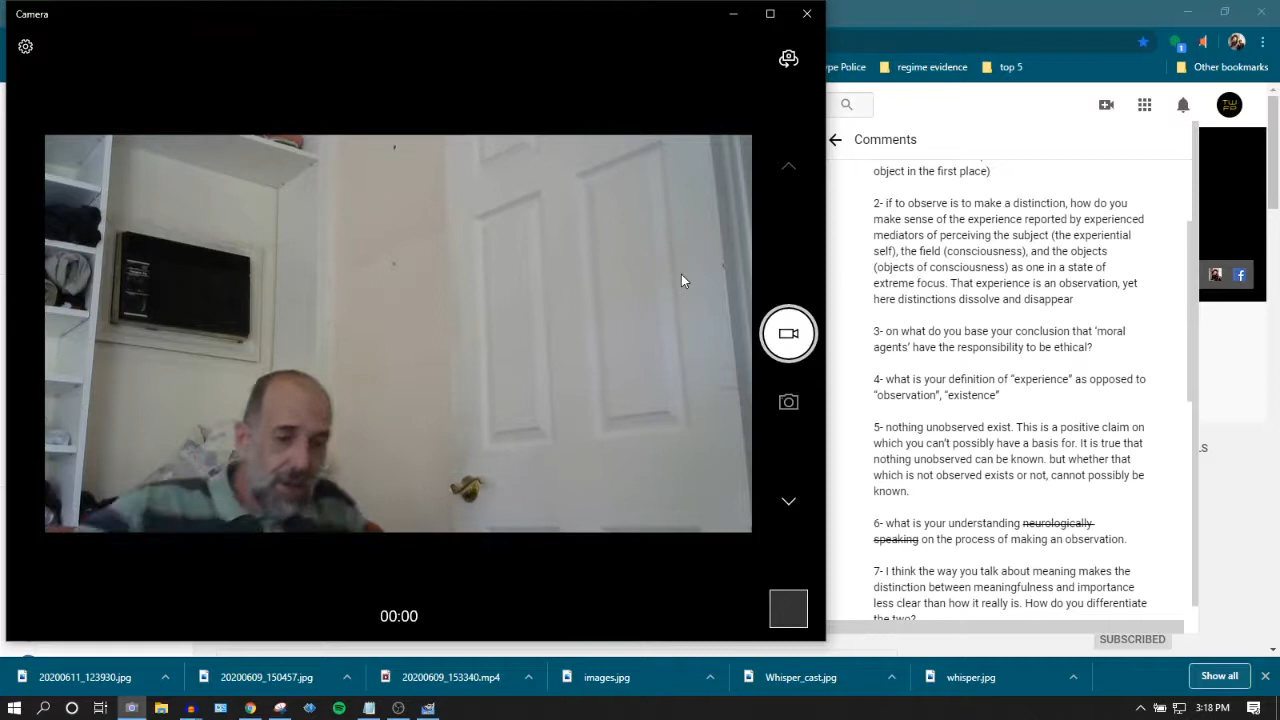 Camera
ype Police
regime evidence
top 5
Other bookmarks
1
TW
FP
Comments
object in the first place)
2- if to observe is to make a distinction, how do you
make sense of the experience reported by experienced
mediators of perceiving the subject (the experiential
self), the field (consciousness), and the objects
(objects of consciousness) as one in a state of
extreme focus. That experience is an observation, yet
here distinctions dissolve and disappear
3- on what do you base your conclusion that ‘moral
agents’ have the responsibility to be ethical?
4- what is your definition of “experience” as opposed to
“observation”, “existence”
5- nothing unobserved exist. This is a positive claim on
which you can’t possibly have a basis for. It is true that
nothing unobserved can be known. but whether that
which is not observed exists or not, cannot possibly be
known.
6- what is your understanding neurologically
speaking on the process of making an observation.
7- I think the way you talk about meaning makes the
distinction between meaningfulness and importance
less clear than how it really is. How do you differentiate
the two?
LS
SUBSCRIBED
00:00
20200611_123930.jpg
20200609_150457.jpg
20200609_153340.mp4
images.jpg
Whisper_cast.jpg
whisper.jpg
Show all
3:18 PM